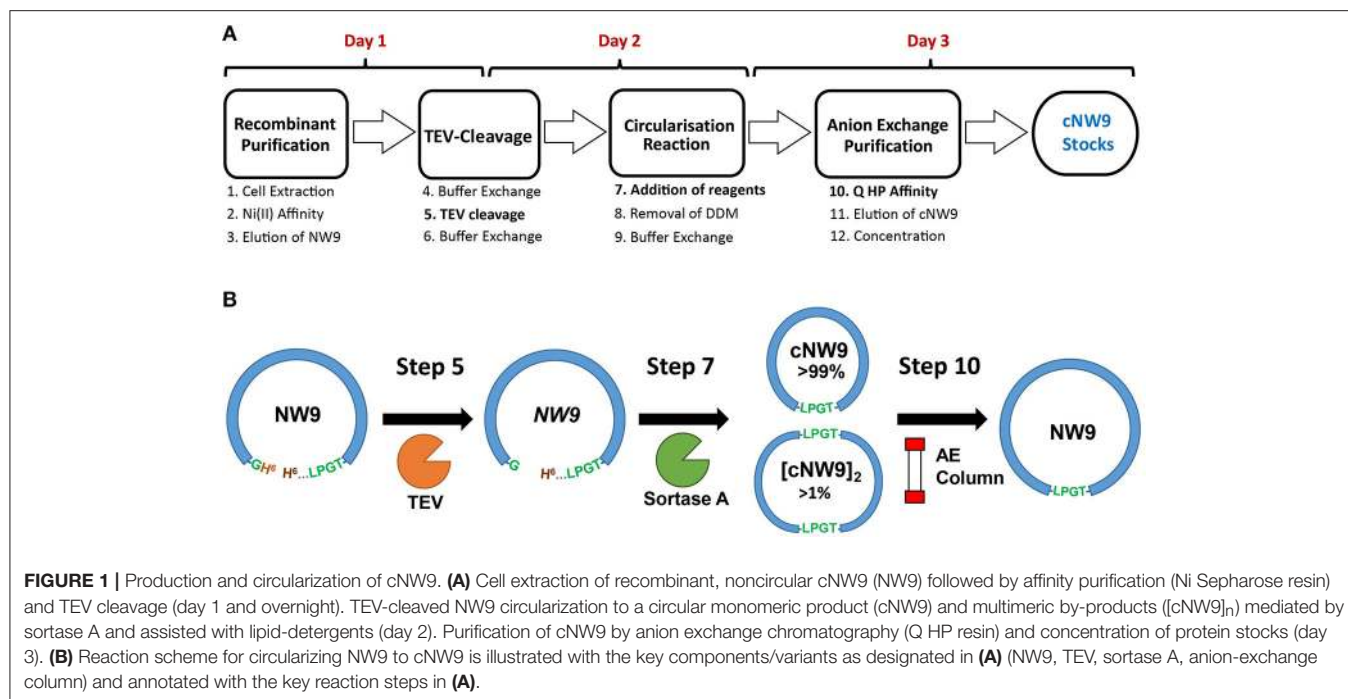 A
Day 1
Day 2
Day 3
Recombinant
Purification
TEV-Cleavage
Circularisation
Reaction
Anion Exchange
Purification
cNW9
Stocks
1. Cell Extraction
2. Ni(II) Affinity
3. Elution of NW9
4. Buffer Exchange
5. TEV cleavage
6. Buffer Exchange
7. Addition of reagents
8. Removal of DDM
9. Buffer Exchange
10. Q HP Affinity
11. Elution of cNW9
12. Concentration
B
NW9
GH⁶ H⁶...LPGT
Step 5
TEV
NW9
G H⁶...LPGT
Step 7
Sortase A
cNW9
>99%
LPGT
LPGT
[cNW9]₂
>1%
LPGT
Step 10
AE
Column
NW9
LPGT
FIGURE 1 | Production and circularization of cNW9. (A) Cell extraction of recombinant, noncircular cNW9 (NW9) followed by affinity purification (Ni Sepharose resin)
and TEV cleavage (day 1 and overnight). TEV-cleaved NW9 circularization to a circular monomeric product (cNW9) and multimeric by-products ([cNW9]n) mediated by
sortase A and assisted with lipid-detergents (day 2). Purification of cNW9 by anion exchange chromatography (Q HP resin) and concentration of protein stocks (day
3). (B) Reaction scheme for circularizing NW9 to cNW9 is illustrated with the key components/variants as designated in (A) (NW9, TEV, sortase A, anion-exchange
column) and annotated with the key reaction steps in (A).